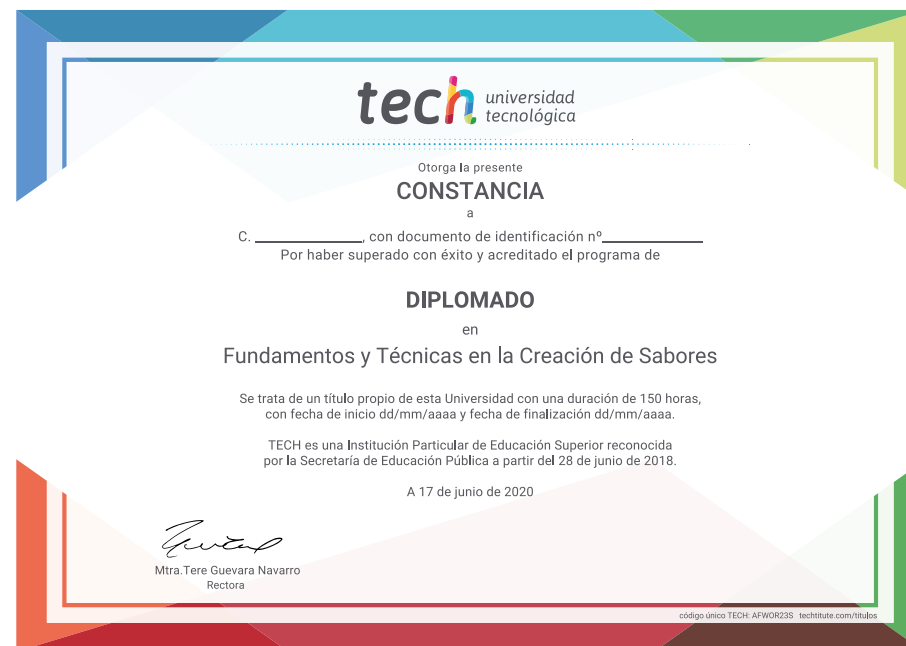 tech universidad
tecnológica
Otorga la presente
CONSTANCIA
a
C. ______________, con documento de identificación nº_____________
Por haber superado con éxito y acreditado el programa de
DIPLOMADO
en
Fundamentos y Técnicas en la Creación de Sabores
Se trata de un título propio de esta Universidad con una duración de 150 horas,
con fecha de inicio dd/mm/aaaa y fecha de finalización dd/mm/aaaa.
TECH es una Institución Particular de Educación Superior reconocida
por la Secretaría de Educación Pública a partir del 28 de junio de 2018.
A 17 de junio de 2020
Mtra.Tere Guevara Navarro
Rectora
código único TECH: AFWOR23S techtitute.com/titulos